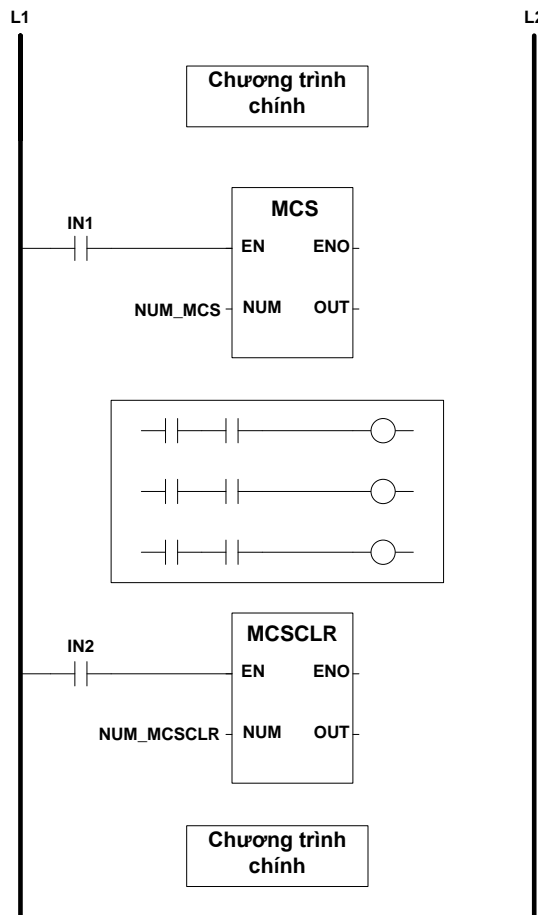 L1 L2
Chương trình
chính
MCS
IN1
EN ENO
NUM_MCS NUM OUT
MCSCLR
IN2
EN ENO
NUM_MCSCLR NUM OUT
Chương trình
chính